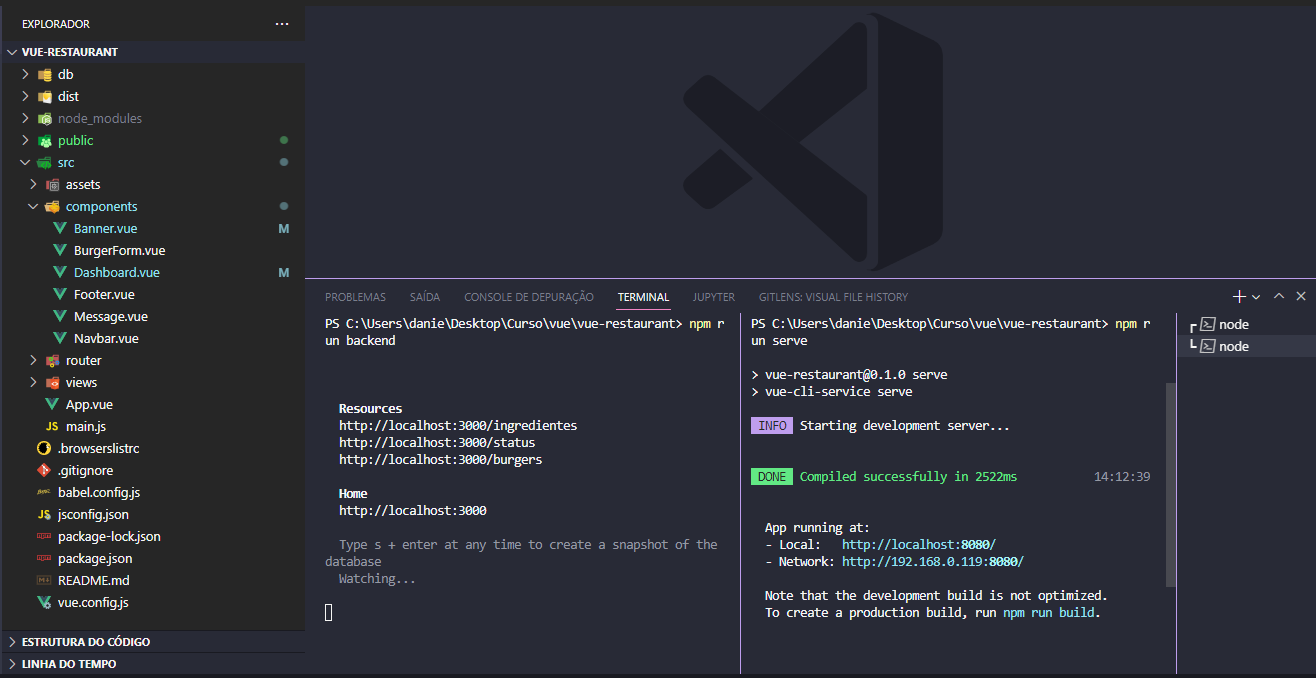 EXPLORADOR
VUE-RESTAURANT
db
dist
node_modules
public
src
assets
components
Banner.vue M
BurgerForm.vue
Dashboard.vue M
Footer.vue
Message.vue
Navbar.vue
router
views
App.vue
JS main.js
.browserslistrc
.gitignore
babel.config.js
JS jsconfig.json
package-lock.json
package.json
README.md
vue.config.js
ESTRUTURA DO CÓDIGO
LINHA DO TEMPO
PROBLEMAS SAÍDA CONSOLE DE DEPURAÇÃO TERMINAL JUPYTER GITLENS: VISUAL FILE HISTORY
PS C:\Users\danie\Desktop\Curso\vue\vue-restaurant> npm r
un backend
Resources
http://localhost:3000/ingredientes
http://localhost:3000/status
http://localhost:3000/burgers
Home
http://localhost:3000
Type s + enter at any time to create a snapshot of the
database
Watching...
PS C:\Users\danie\Desktop\Curso\vue\vue-restaurant> npm r
un serve
> vue-restaurant@0.1.0 serve
> vue-cli-service serve
INFO Starting development server...
DONE Compiled successfully in 2522ms 14:12:39
App running at:
- Local: http://localhost:8080/
- Network: http://192.168.0.119:8080/
Note that the development build is not optimized.
To create a production build, run npm run build.
node
node